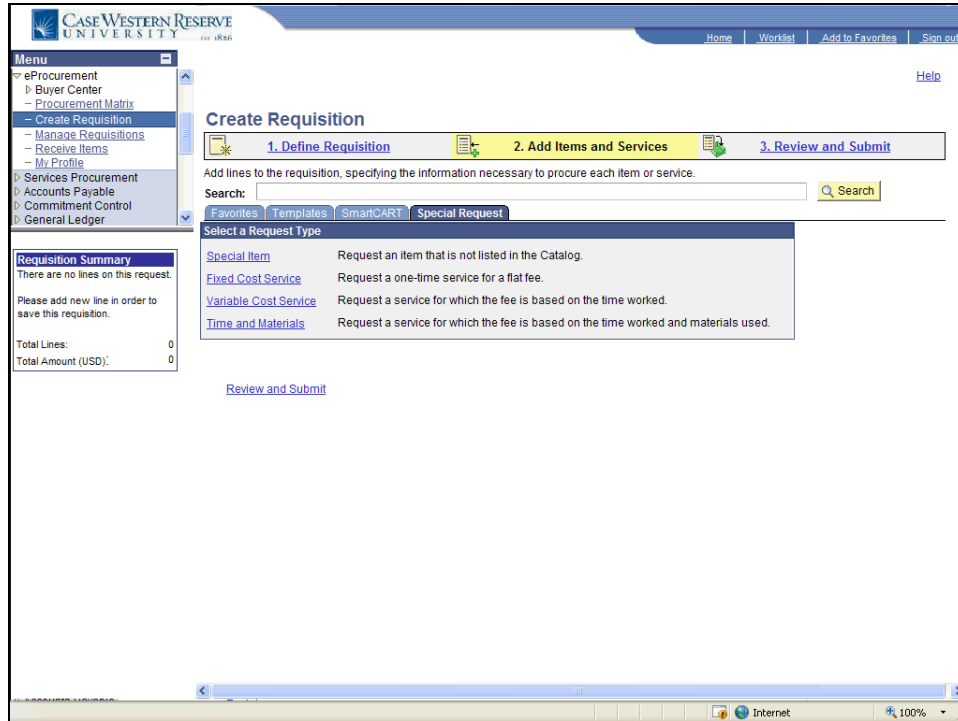 CASE WESTERN RESERVE
UNIVERSITY EST 1826
Home Worklist Add to Favorites Sign out
Menu
eProcurement
Buyer Center
Procurement Matrix
Create Requisition
Manage Requisitions
Receive Items
My Profile
Services Procurement
Accounts Payable
Commitment Control
General Ledger
Help
Create Requisition
1. Define Requisition 2. Add Items and Services 3. Review and Submit
Add lines to the requisition, specifying the information necessary to procure each item or service.
Search: Search
Favorites Templates SmartCART Special Request
Select a Request Type
Special Item Request an item that is not listed in the Catalog.
Fixed Cost Service Request a one-time service for a flat fee.
Variable Cost Service Request a service for which the fee is based on the time worked.
Time and Materials Request a service for which the fee is based on the time worked and materials used.
Review and Submit
Requisition Summary
There are no lines on this request.
Please add new line in order to
save this requisition.
Total Lines: 0
Total Amount (USD): 0
Internet 100%